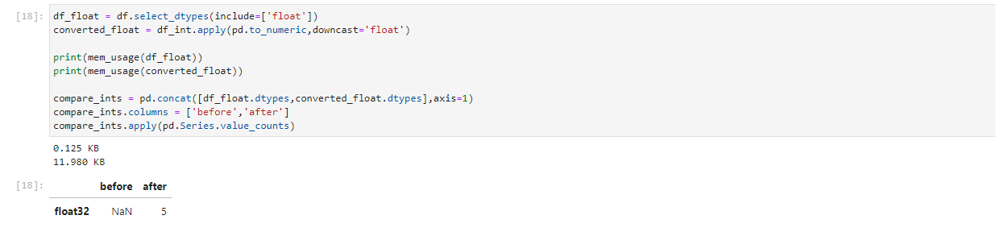 [18]: df_float = df.select_dtypes(include=['float'])
converted_float = df_int.apply(pd.to_numeric,downcast='float')
print(mem_usage(df_float))
print(mem_usage(converted_float))
compare_ints = pd.concat([df_float.dtypes,converted_float.dtypes],axis=1)
compare_ints.columns = ['before','after']
compare_ints.apply(pd.Series.value_counts)
0.125 KB
11.980 KB
[18]: before after
float32 NaN 5